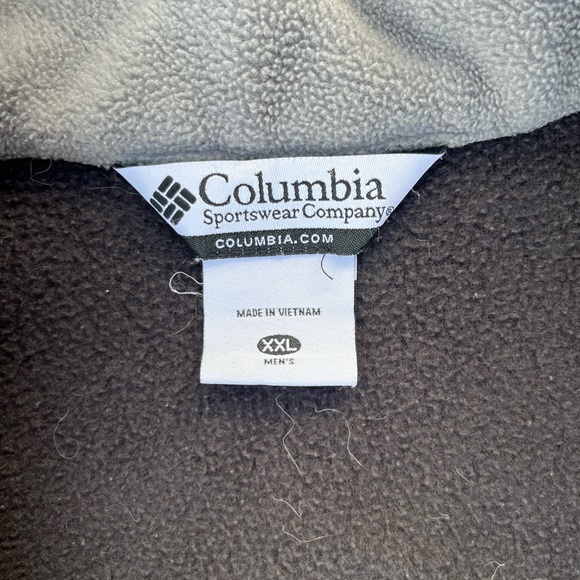 Columbia
Sportswear Company®
COLUMBIA.COM
MADE IN VIETNAM
XXL
MEN'S